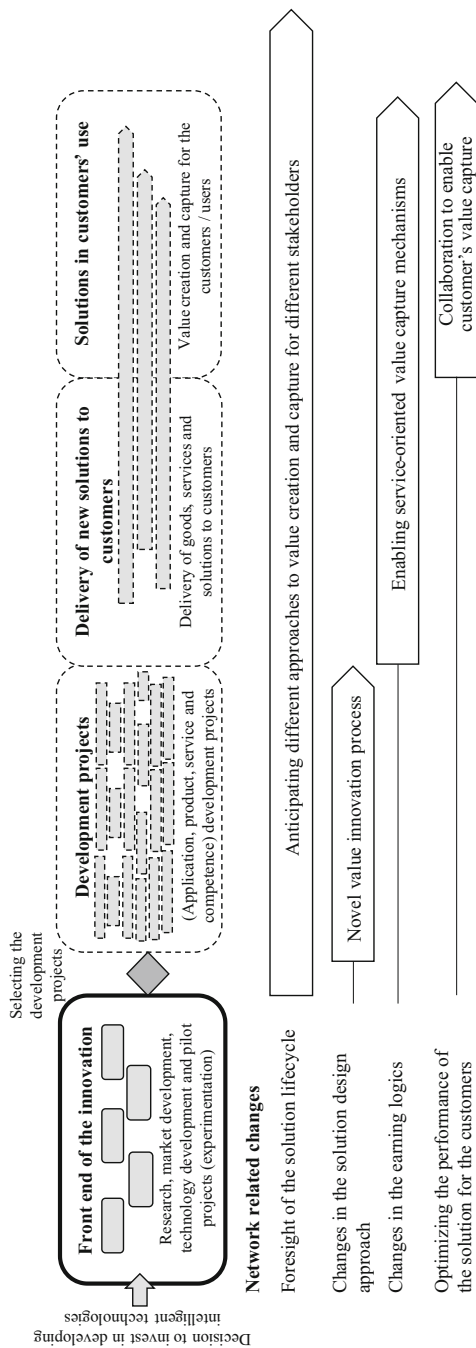 Decision to invest in developing
intelligent technologies
Front end of the innovation
Research, market development,
technology development and pilot
projects (experimentation)
Selecting the
development
projects
Development projects
(Application, product, service and
competence) development projects
Delivery of new solutions to
customers
Delivery of goods, services and
solutions to customers
Solutions in customers' use
Value creation and capture for the
customers / users
Network related changes
Foresight of the solution lifecycle
Anticipating different approaches to value creation and capture for different stakeholders
Changes in the solution design
approach
Novel value innovation process
Changes in the earning logics
Enabling service-oriented value capture mechanisms
Optimizing the performance of
the solution for the customers
Collaboration to enable
customer's value capture